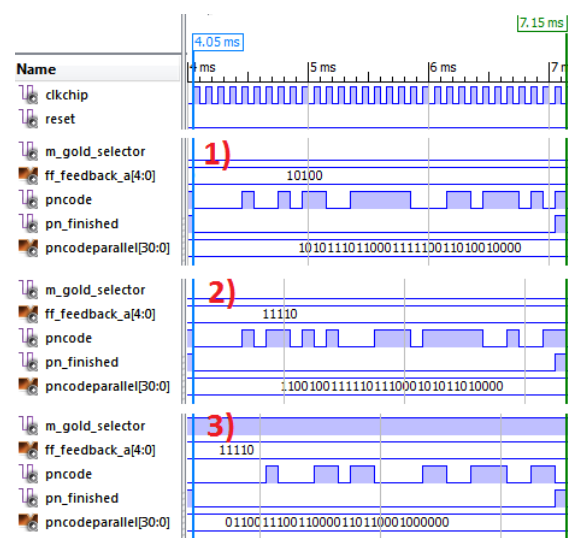 7.15 ms
4.05 ms
Name
4 ms 5 ms 6 ms
clkchip
reset
1)
m_gold_selector
ff_feedback_a[4:0] 10100
pncode
pn_finished
pncodeparallel[30:0] 1010111011000111110011010010000
2)
m_gold_selector
ff_feedback_a[4:0] 11110
pncode
pn_finished
pncodeparallel[30:0] 1100100111110111000101011010000
3)
m_gold_selector
ff_feedback_a[4:0] 11110
pncode
pn_finished
pncodeparallel[30:0] 0110011100110000110110001000000